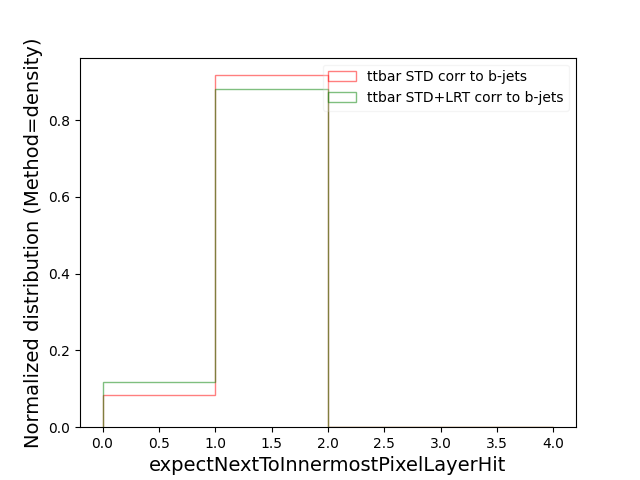 ttbar STD corr to b-jets
ttbar STD+LRT corr to b-jets
Normalized distribution (Method=density)
0.8
0.6
0.4
0.2
0.0
0.0 0.5 1.0 1.5 2.0 2.5 3.0 3.5 4.0
expectNextToInnermostPixelLayerHit